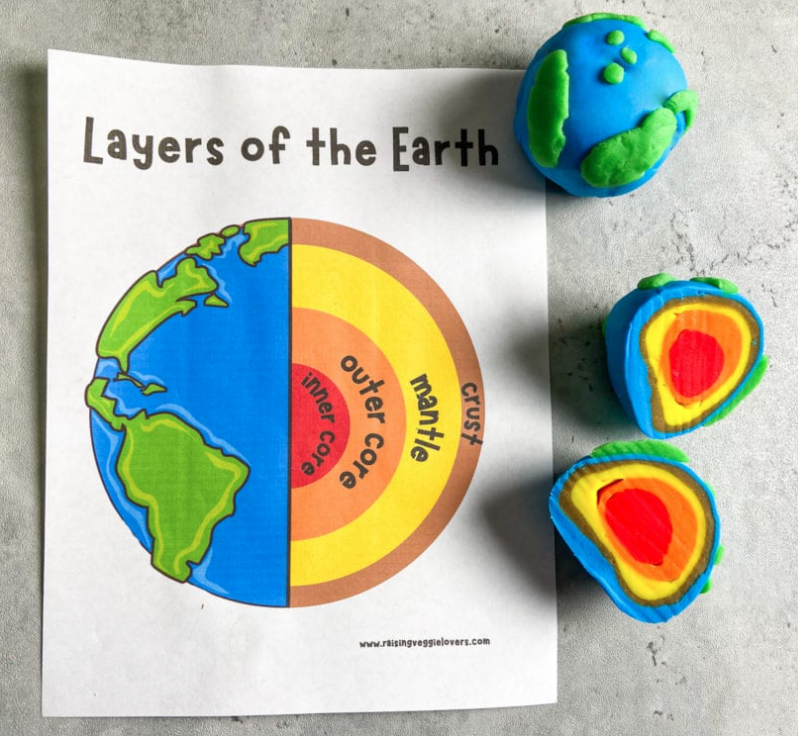 Layers of the Earth
inner core
outer core
mantle
crust
www.raisingveggielovers.com